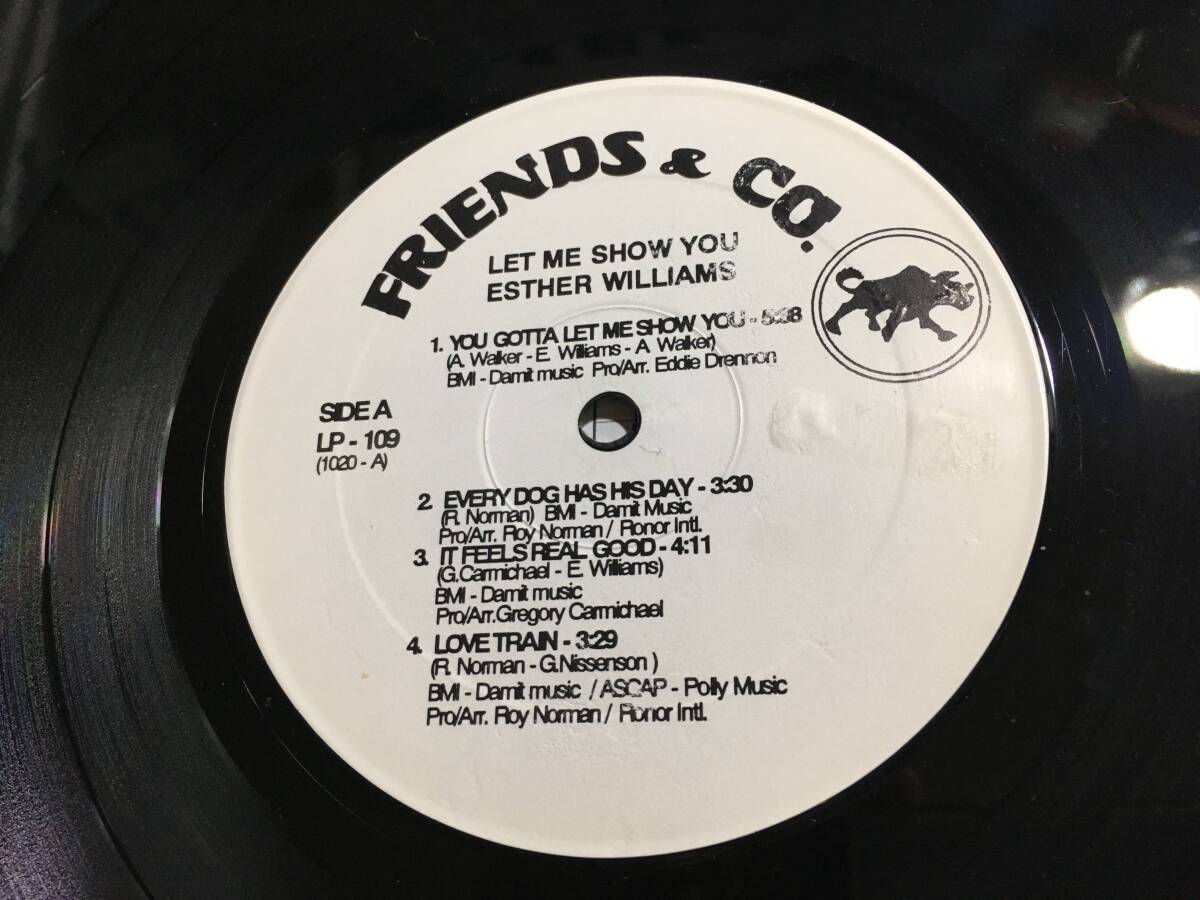 FRIENDS & CO.
LET ME SHOW YOU
ESTHER WILLIAMS
1. YOU GOTTA LET ME SHOW YOU -
(A. Walker - E. Williams - A. Walker)
BMI - Damit music Pro/Arr. Eddie Drennon
SIDE A
LP - 109
(1020 - A)
2. EVERY DOG HAS HIS DAY - 3:30
(R. Norman) BMI - Damit Music
Pro/Arr. Roy Norman / Ronor Intl.
3. IT FEELS REAL GOOD - 4:11
(G.Carmichael - E. Williams)
BMI - Damit music
Pro/Arr.Gregory Carmichael
4. LOVE TRAIN - 3:29
(R. Norman - G.Nissenson )
BMI - Damit music / ASCAP - Polly Music
Pro/Arr. Roy Norman / Ronor Intl.